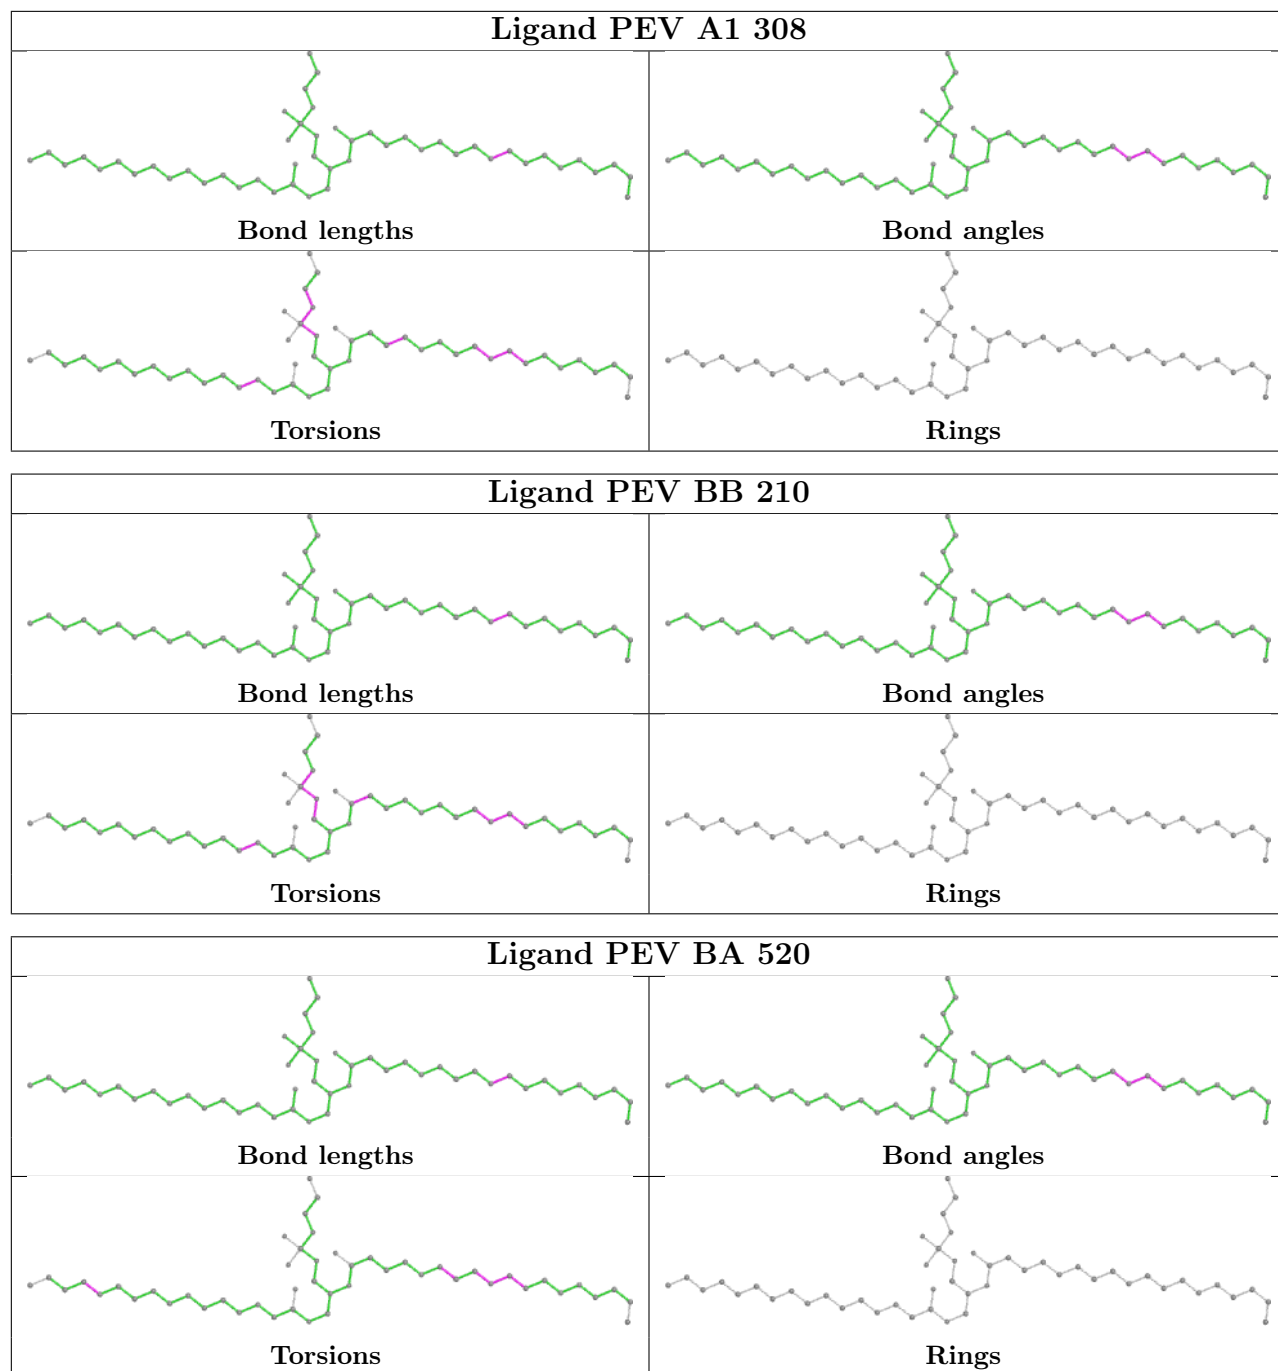 Ligand PEV A1 308
Bond lengths
Bond angles
Torsions
Rings
Ligand PEV BB 210
Bond lengths
Bond angles
Torsions
Rings
Ligand PEV BA 520
Bond lengths
Bond angles
Torsions
Rings